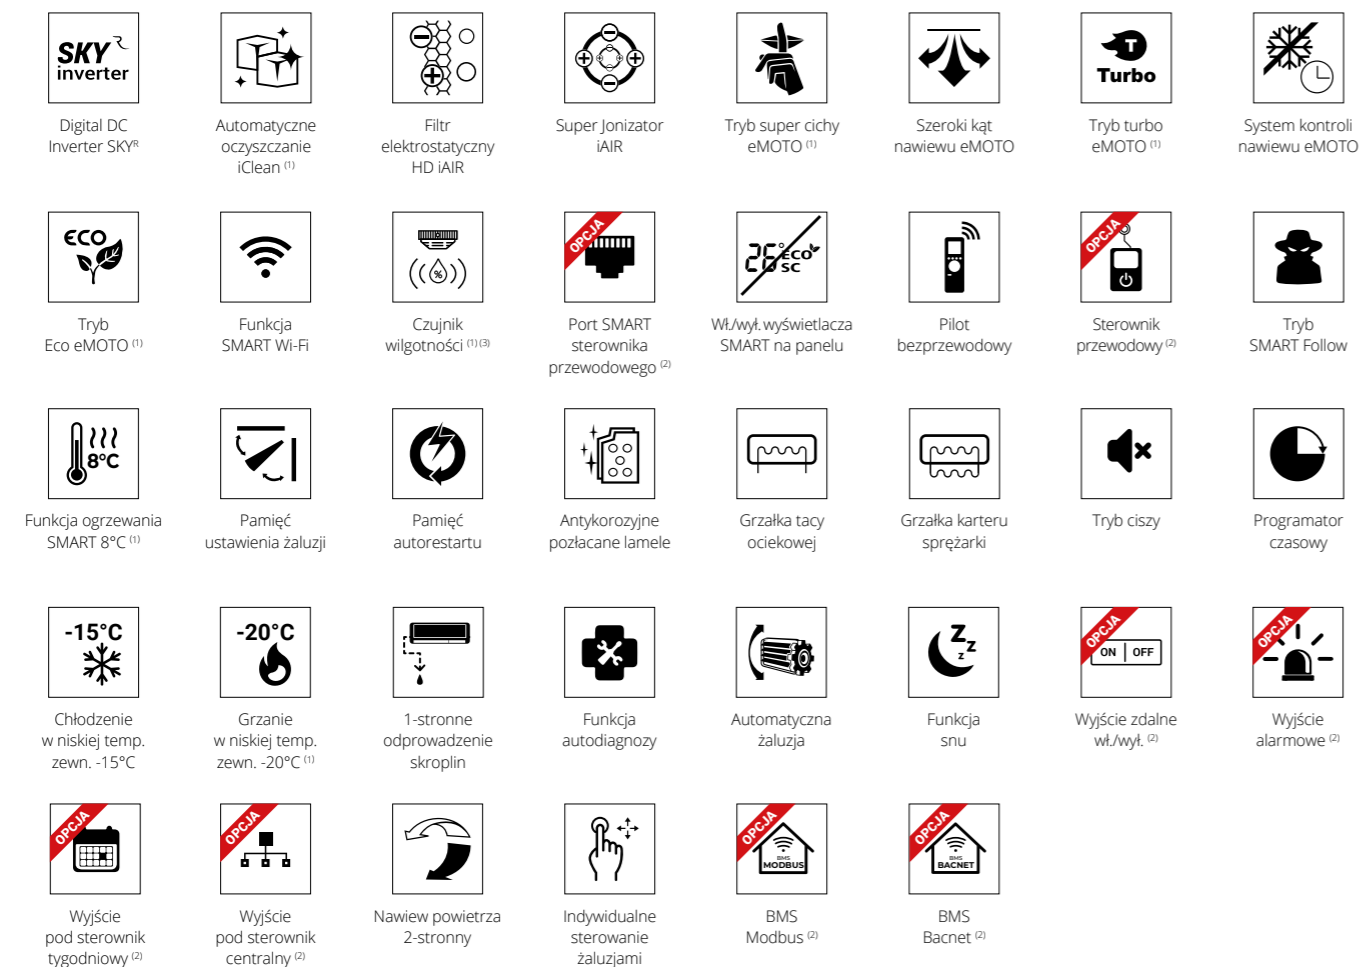 SKY R
inverter
Digital DC
Inverter SKYᴿ
Automatyczne
oczyszczanie
iClean (1)
Filtr
elektrostatyczny
HD iAIR
Super Jonizator
iAIR
Tryb super cichy
eMOTO (1)
Szeroki kąt
nawiewu eMOTO
T
Turbo
Tryb turbo
eMOTO (1)
System kontroli
nawiewu eMOTO
ECO
Tryb
Eco eMOTO (1)
Funkcja
SMART Wi-Fi
%
Czujnik
wilgotności (1) (3)
OPCJA
Port SMART
sterownika
przewodowego (2)
26° ECO
SC
Wł./wył. wyświetlacza
SMART na panelu
Pilot
bezprzewodowy
OPCJA
Sterownik
przewodowy (2)
Tryb
SMART Follow
8°C
Funkcja ogrzewania
SMART 8°C (1)
Pamięć
ustawienia żaluzji
Pamięć
autorestartu
Antykorozyjne
pozłacane lamele
Grzałka tacy
ociekowej
Grzałka karteru
sprężarki
Tryb ciszy
Programator
czasowy
-15°C
Chłodzenie
w niskiej temp.
zewn. -15°C
-20°C
Grzanie
w niskiej temp.
zewn. -20°C (1)
1-stronne
odprowadzenie
skroplin
Funkcja
autodiagnozy
Automatyczna
żaluzja
Z z z
Funkcja
snu
OPCJA
ON | OFF
Wyjście zdalne
wł./wył. (2)
OPCJA
Wyjście
alarmowe (2)
OPCJA
Wyjście
pod sterownik
tygodniowy (2)
OPCJA
Wyjście
pod sterownik
centralny (2)
Nawiew powietrza
2-stronny
Indywidualne
sterowanie
żaluzjami
OPCJA
BMS
MODBUS
BMS
Modbus (2)
OPCJA
BMS
BACNET
BMS
Bacnet (2)